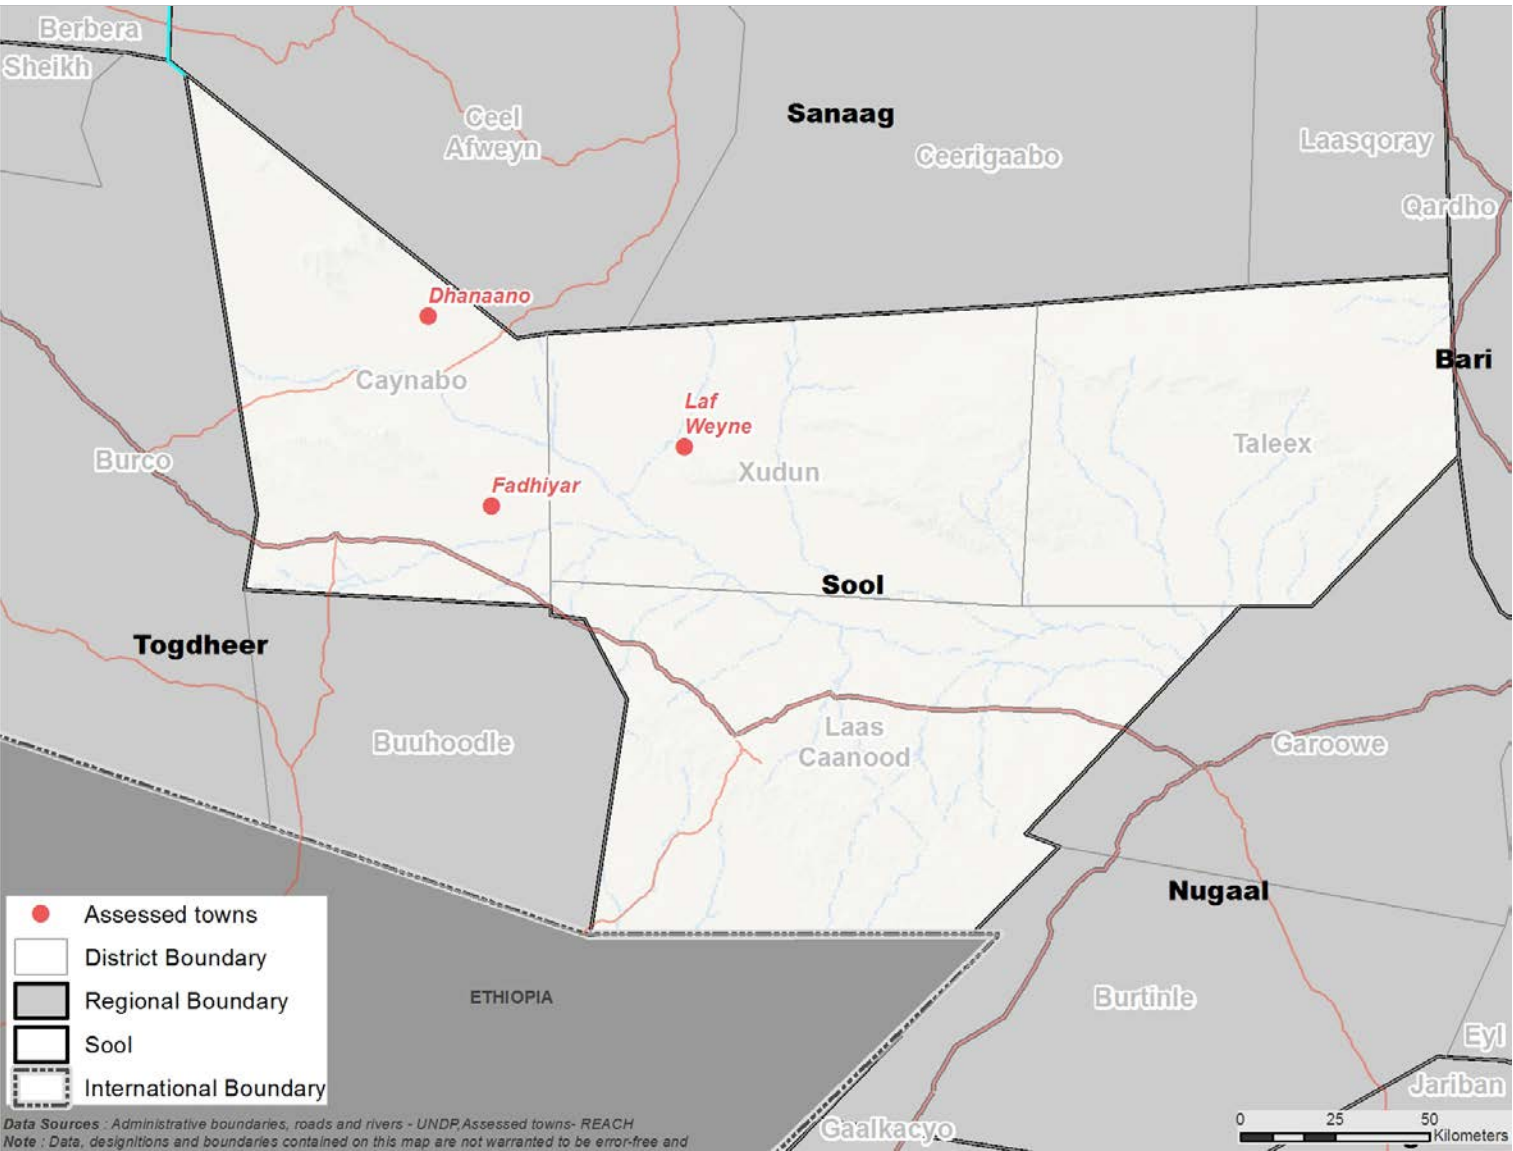 Berbera
Sheikh
Ceel
Afweyn
Sanaag
Ceerigaabo
Laasqoray
Qardho
Dhanaano
Caynabo
Laf
Weyne
Bari
Burco
Xudun
Taleex
Fadhiyar
Sool
Togdheer
Buuhoodle
Laas
Caanood
Garoowe
Nugaal
ETHIOPIA
Burtinle
Eyl
Jariban
Gaalkacyo
Assessed towns
District Boundary
Regional Boundary
Sool
International Boundary
Data Sources : Administrative boundaries, roads and rivers - UNDP,Assessed towns- REACH
Note : Data, designitions and boundaries contained on this map are not warranted to be error-free and
0 25 50
Kilometers